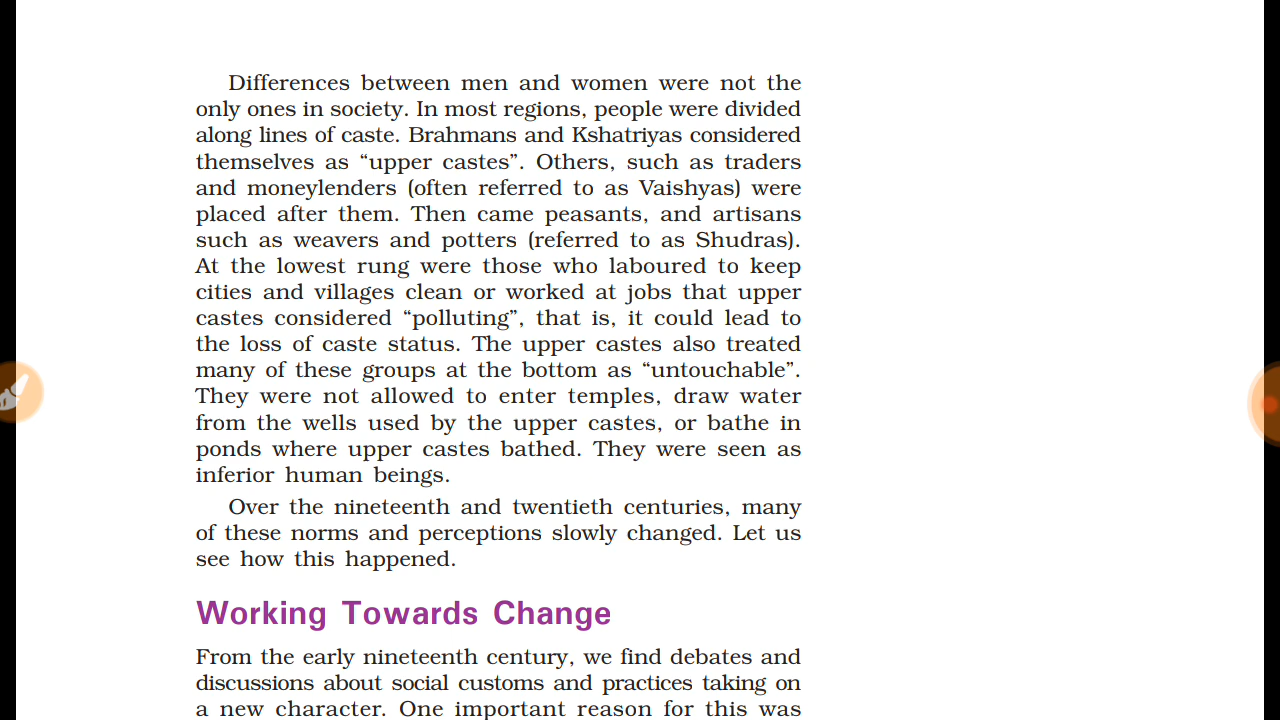 Differences between men and women were not the
only ones in society. In most regions, people were divided
along lines of caste. Brahmans and Kshatriyas considered
themselves as “upper castes”. Others, such as traders
and moneylenders (often referred to as Vaishyas) were
placed after them. Then came peasants, and artisans
such as weavers and potters (referred to as Shudras).
At the lowest rung were those who laboured to keep
cities and villages clean or worked at jobs that upper
castes considered “polluting”, that is, it could lead to
the loss of caste status. The upper castes also treated
many of these groups at the bottom as “untouchable”.
They were not allowed to enter temples, draw water
from the wells used by the upper castes, or bathe in
ponds where upper castes bathed. They were seen as
inferior human beings.
Over the nineteenth and twentieth centuries, many
of these norms and perceptions slowly changed. Let us
see how this happened.
Working Towards Change
From the early nineteenth century, we find debates and
discussions about social customs and practices taking on
a new character. One important reason for this was